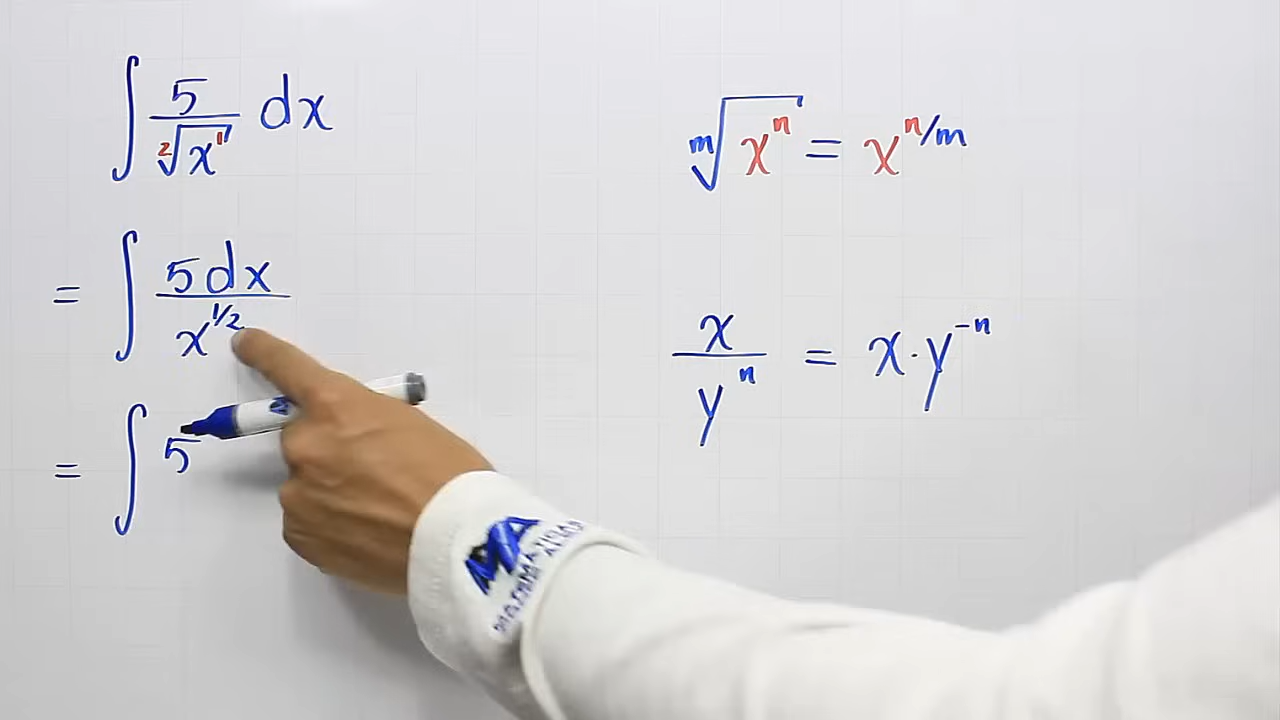 ∫ 5/²√x¹ dx
= ∫ 5dx/x^1/2
= ∫ 5
ᵐ√xⁿ = x^n/m
x/yⁿ = x·y⁻ⁿ